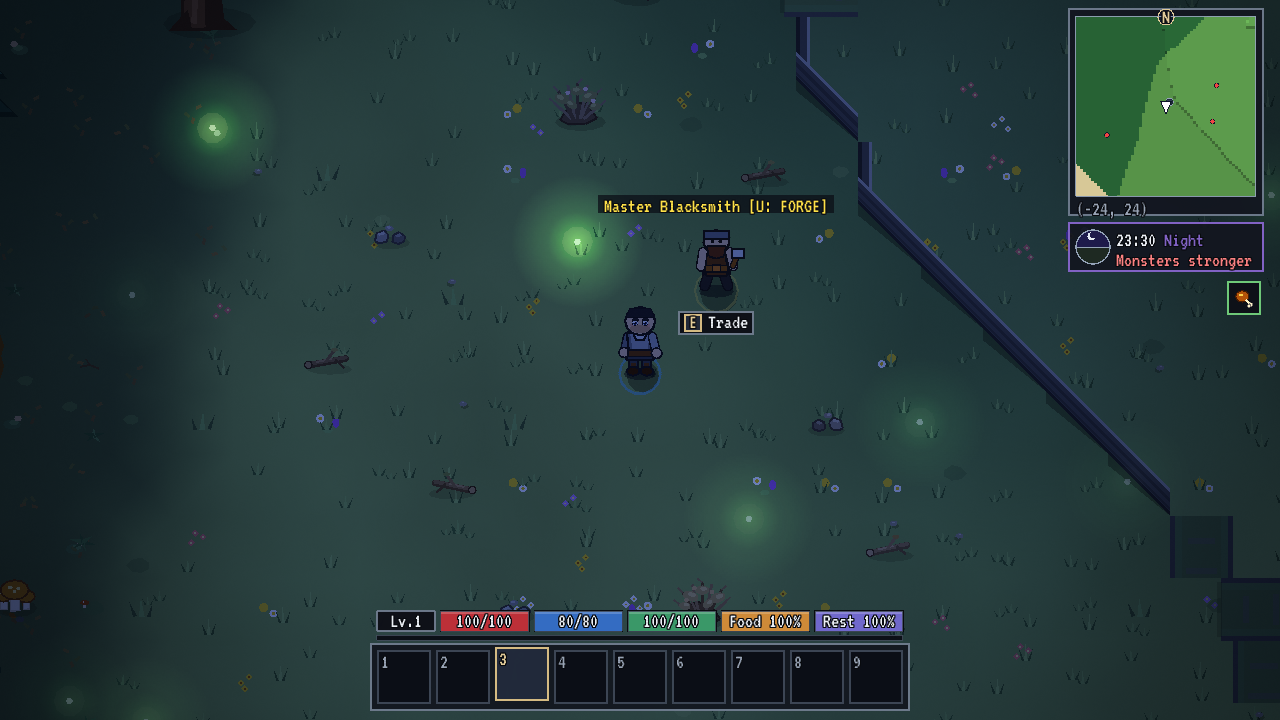 N
(-24, 24)
23:30 Night
Monsters stronger
Master Blacksmith [U: FORGE]
E Trade
Lv.1 100/100 80/80 100/100 Food 100% Rest 100%
1 2 3 4 5 6 7 8 9